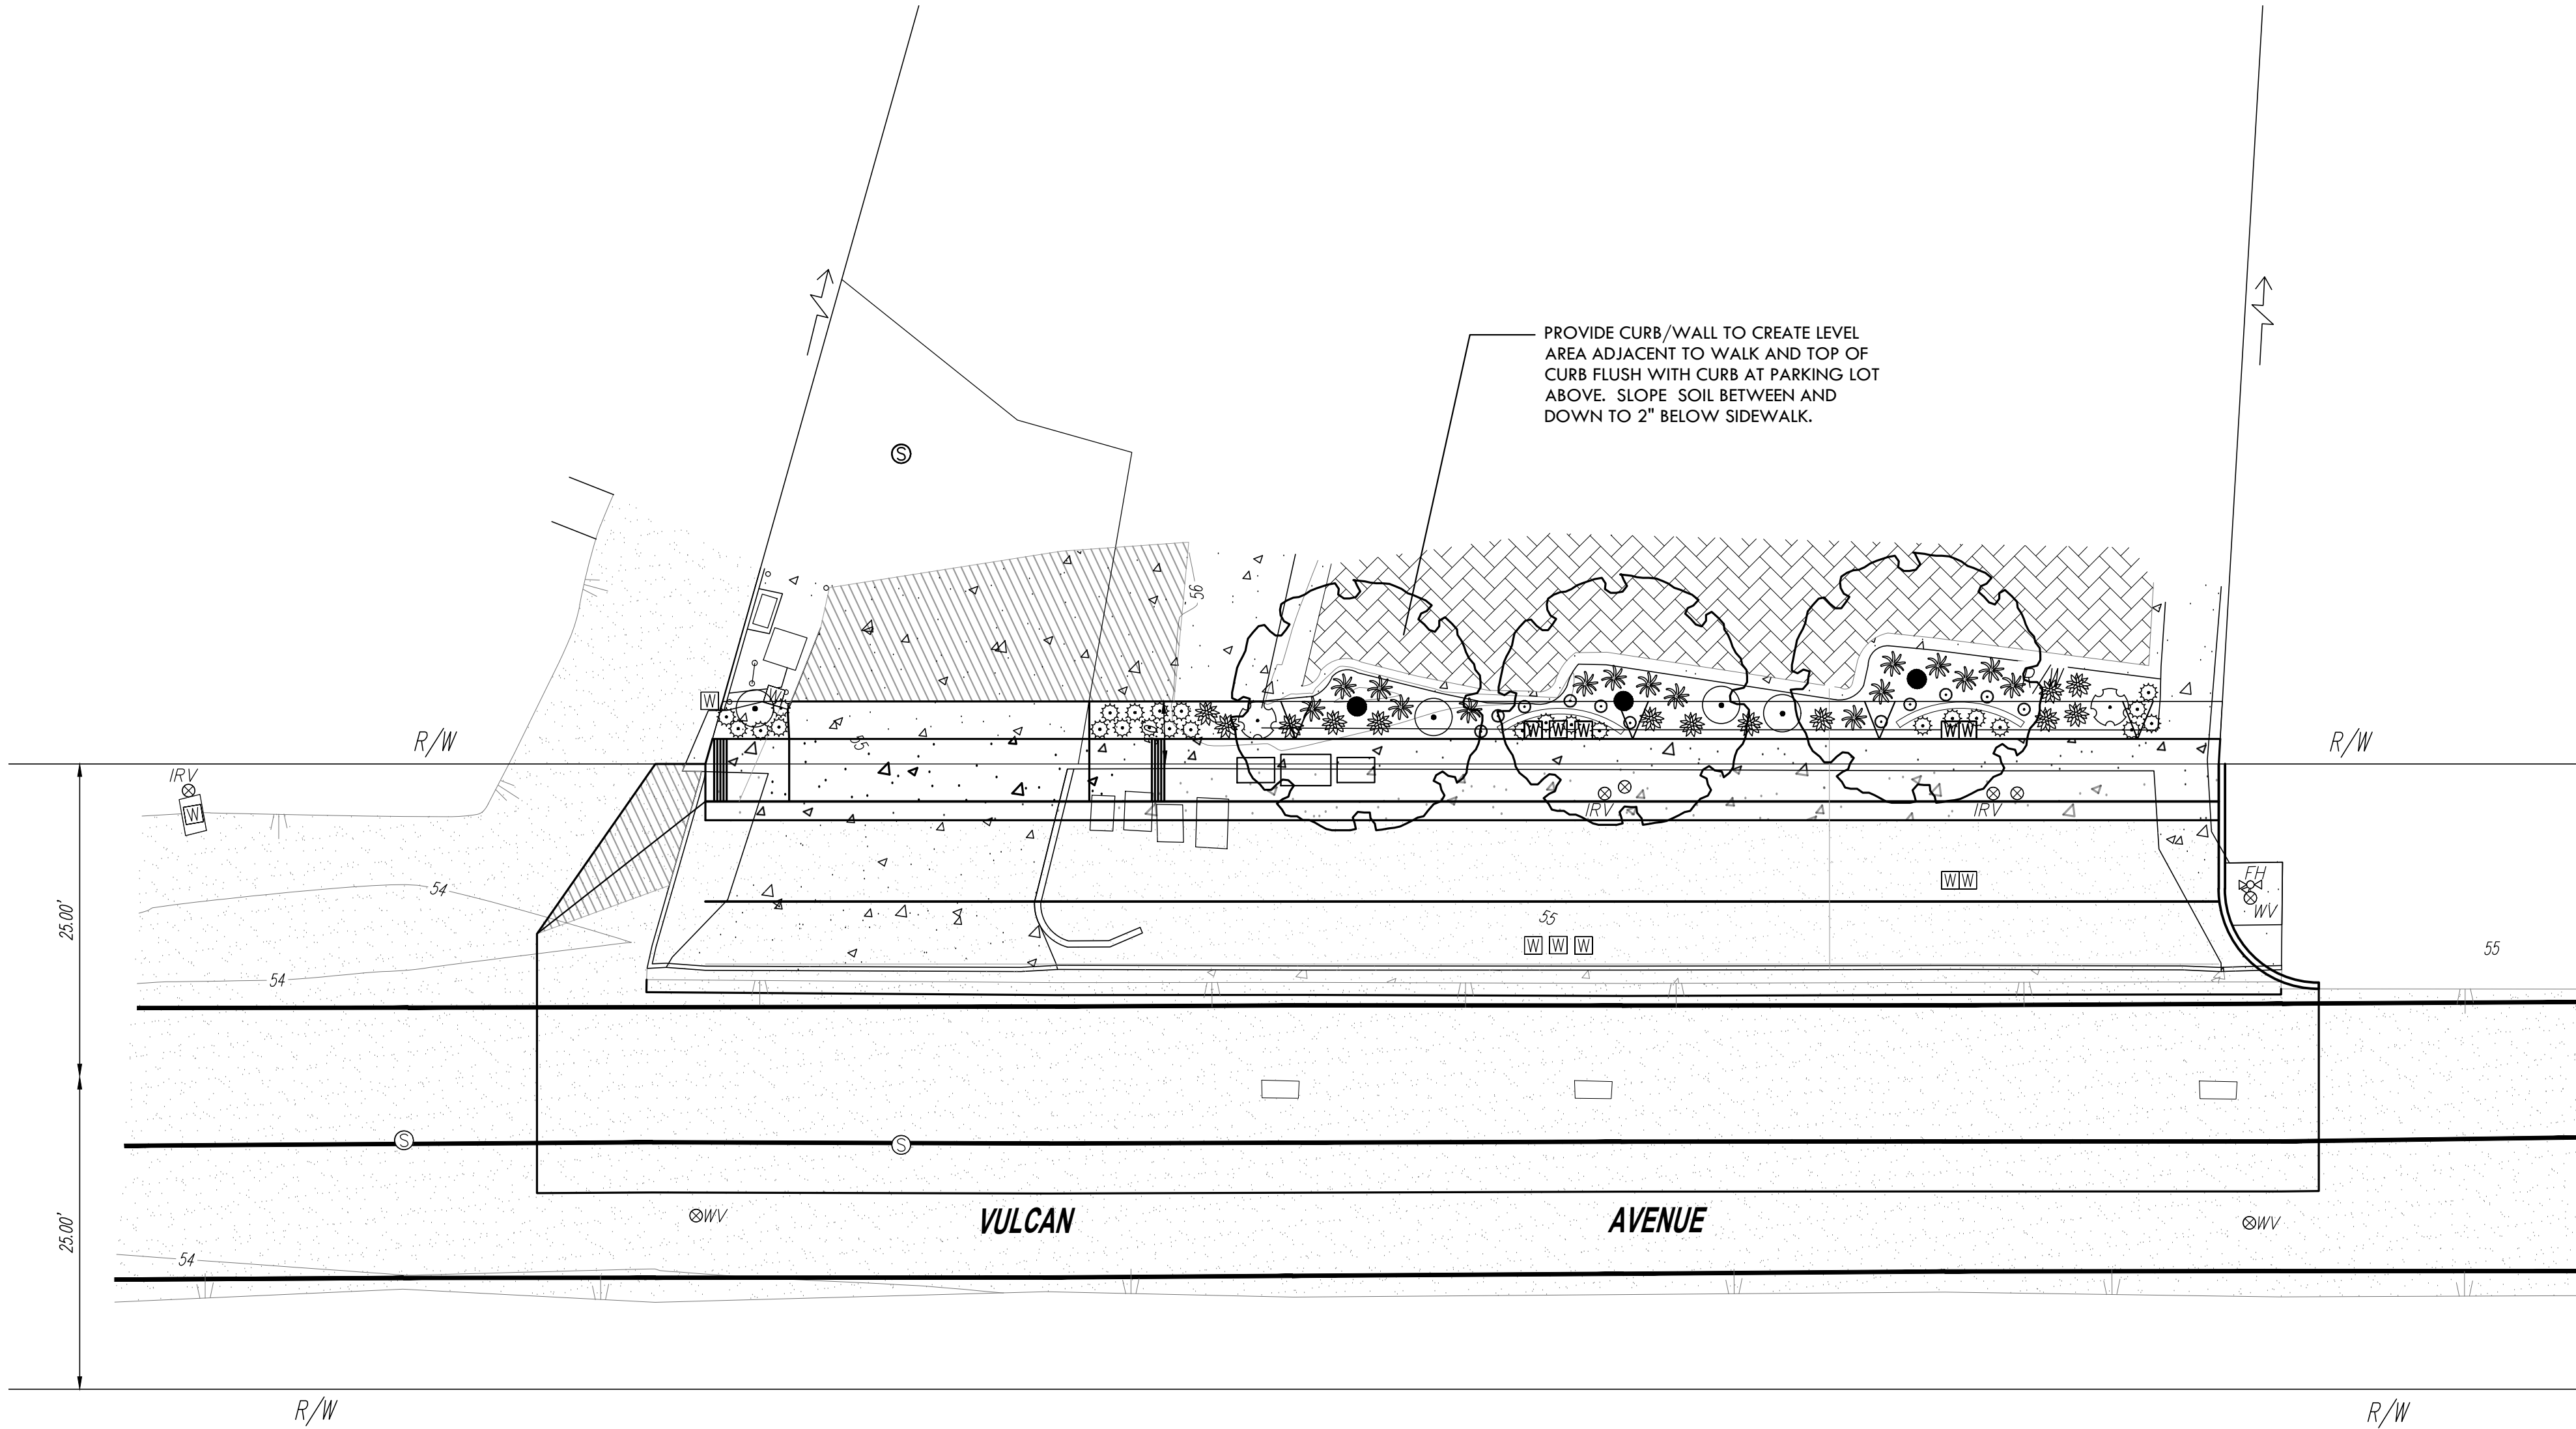 PROVIDE CURB/WALL TO CREATE LEVEL
AREA ADJACENT TO WALK AND TOP OF
CURB FLUSH WITH CURB AT PARKING LOT
ABOVE. SLOPE SOIL BETWEEN AND
DOWN TO 2" BELOW SIDEWALK.
S
56
W
W
P/W
55
W W W
W W
R/W
R/W
IRV
W
IRV
IRV
54
W W
FH
WV
55
W W W
55
54
25.00'
S
S
WV
VULCAN
AVENUE
WV
25.00'
54
R/W
R/W